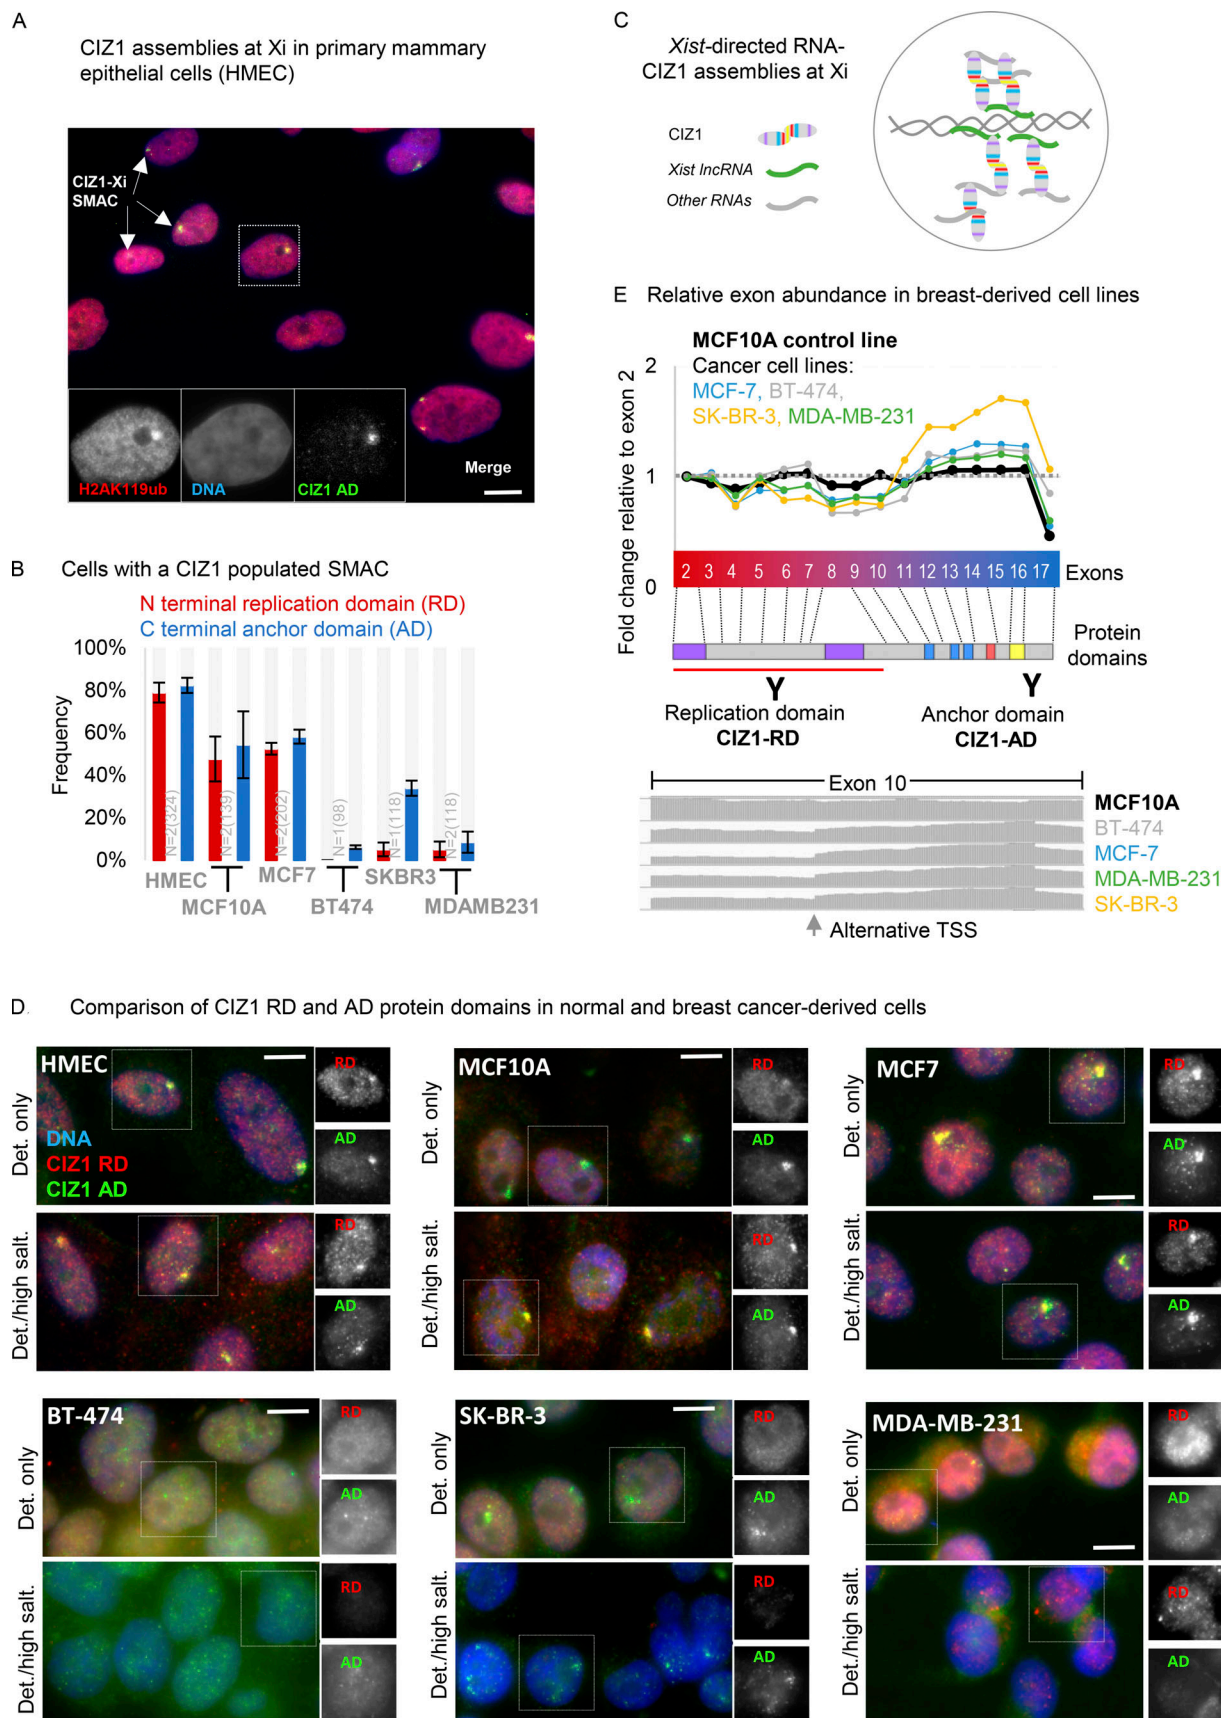 A
CIZ1 assemblies at Xi in primary mammary
epithelial cells (HMEC)
CIZ1-Xi
SMAC
H2AK119ub
DNA
CIZ1 AD
Merge
B Cells with a CIZ1 populated SMAC
N terminal replication domain (RD)
C terminal anchor domain (AD)
Frequency
100%
80%
60%
40%
20%
0%
N=2(324)
N=2(139)
N=2(202)
N=1(98)
N=1(118)
N=2(118)
HMEC
MCF10A
MCF7
BT474
SKBR3
MDAMB231
C
Xist-directed RNA-
CIZ1 assemblies at Xi
CIZ1
Xist lncRNA
Other RNAs
E Relative exon abundance in breast-derived cell lines
MCF10A control line
Cancer cell lines:
MCF-7, BT-474,
SK-BR-3, MDA-MB-231
Fold change relative to exon 2
2
1
0
2 3 4 5 6 7 8 9 10 11 12 13 14 15 16 17 Exons
Protein
domains
Y Y
Replication domain
CIZ1-RD
Anchor domain
CIZ1-AD
Exon 10
MCF10A
BT-474
MCF-7
MDA-MB-231
SK-BR-3
Alternative TSS
D. Comparison of CIZ1 RD and AD protein domains in normal and breast cancer-derived cells
Det. only
HMEC
DNA
CIZ1 RD
CIZ1 AD
RD
AD
Det./high salt.
RD
AD
Det. only
MCF10A
RD
AD
Det./high salt.
RD
AD
Det. only
MCF7
RD
AD
Det./high salt.
RD
AD
Det. only
BT-474
RD
AD
Det./high salt.
RD
AD
Det. only
SK-BR-3
RD
AD
Det./high salt.
RD
AD
Det. only
MDA-MB-231
RD
AD
Det./high salt.
RD
AD